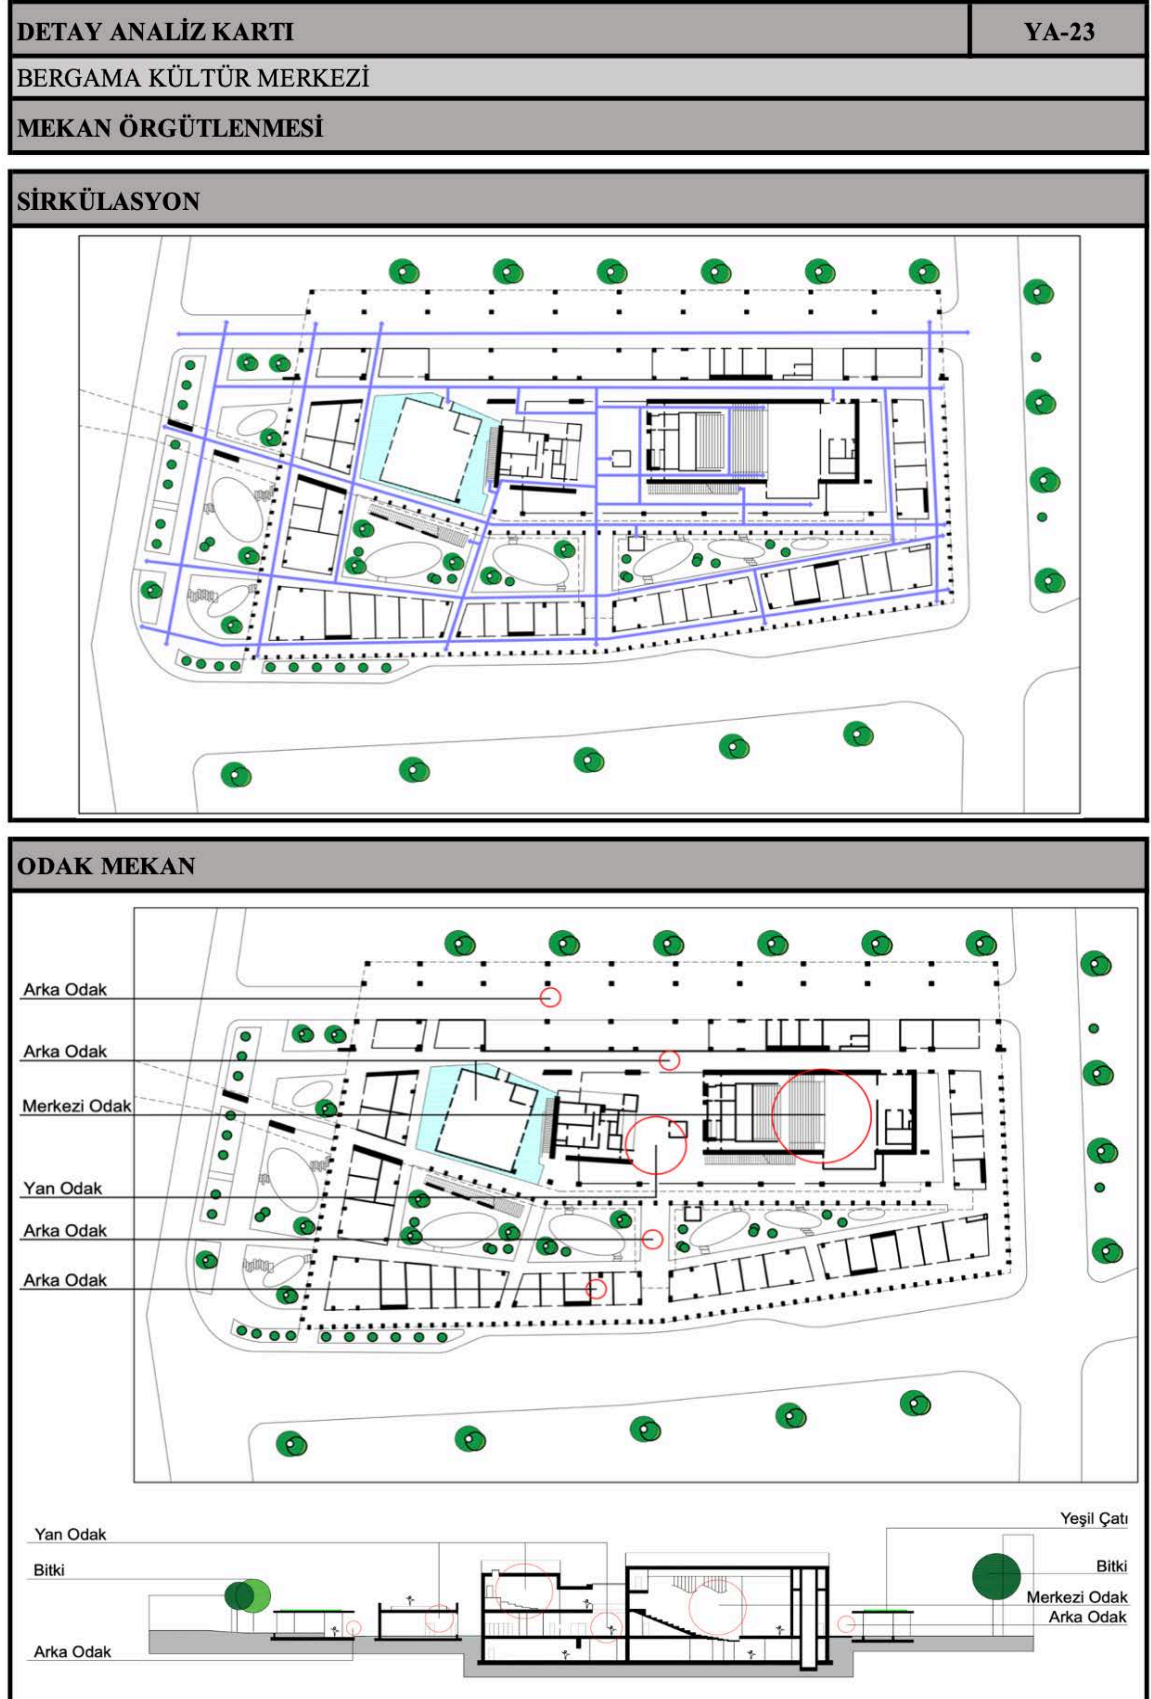 DETAY ANALİZ KARTI YA-23
BERGAMA KÜLTÜR MERKEZİ
MEKAN ÖRGÜTLENMESİ
SİRKÜLASYON
ODAK MEKAN
Arka Odak
Arka Odak
Merkezi Odak
Yan Odak
Arka Odak
Arka Odak
Yeşil Çatı
Yan Odak
Bitki
Bitki
Merkezi Odak
Arka Odak
Arka Odak